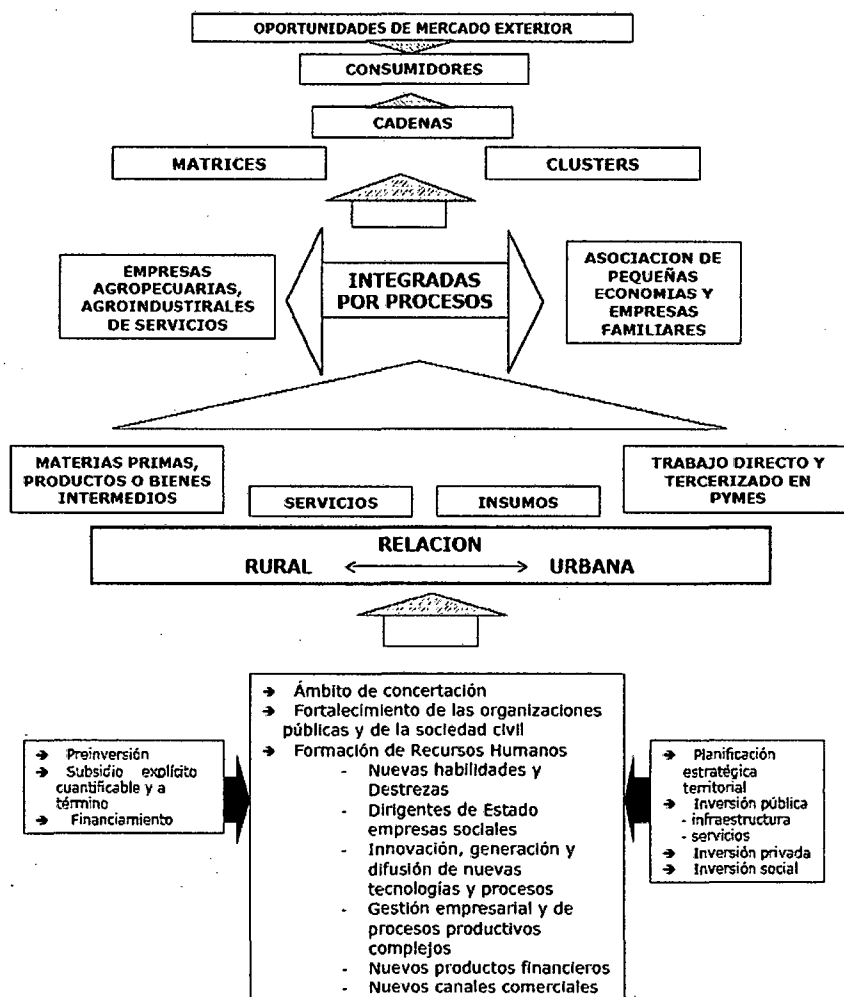 OPORTUNIDADES DE MERCADO EXTERIOR
CONSUMIDORES
CADENAS
MATRICES
CLUSTERS
EMPRESAS
AGROPECUARIAS,
AGROINDUSTIRALES
DE SERVICIOS
INTEGRADAS
POR PROCESOS
ASOCIACION DE
PEQUEÑAS
ECONOMIAS Y
EMPRESAS
FAMILIARES
MATERIAS PRIMAS,
PRODUCTOS O BIENES
INTERMEDIOS
SERVICIOS
INSUMOS
TRABAJO DIRECTO Y
TERCERIZADO EN
PYMES
RELACION
RURAL
URBANA
Preinversión
Subsidio explícito
cuantificable y a
término
Financiamiento
Ámbito de concertación
Fortalecimiento de las organizaciones
públicas y de la sociedad civil
Formación de Recursos Humanos
- Nuevas habilidades y
Destrezas
- Dirigentes de Estado
empresas sociales
- Innovación, generación y
difusión de nuevas
tecnologías y procesos
- Gestión empresarial y de
procesos productivos
complejos
- Nuevos productos financieros
- Nuevos canales comerciales
Planificación
estratégica
territorial
Inversión pública
- infraestructura
- servicios
Inversión privada
Inversión social